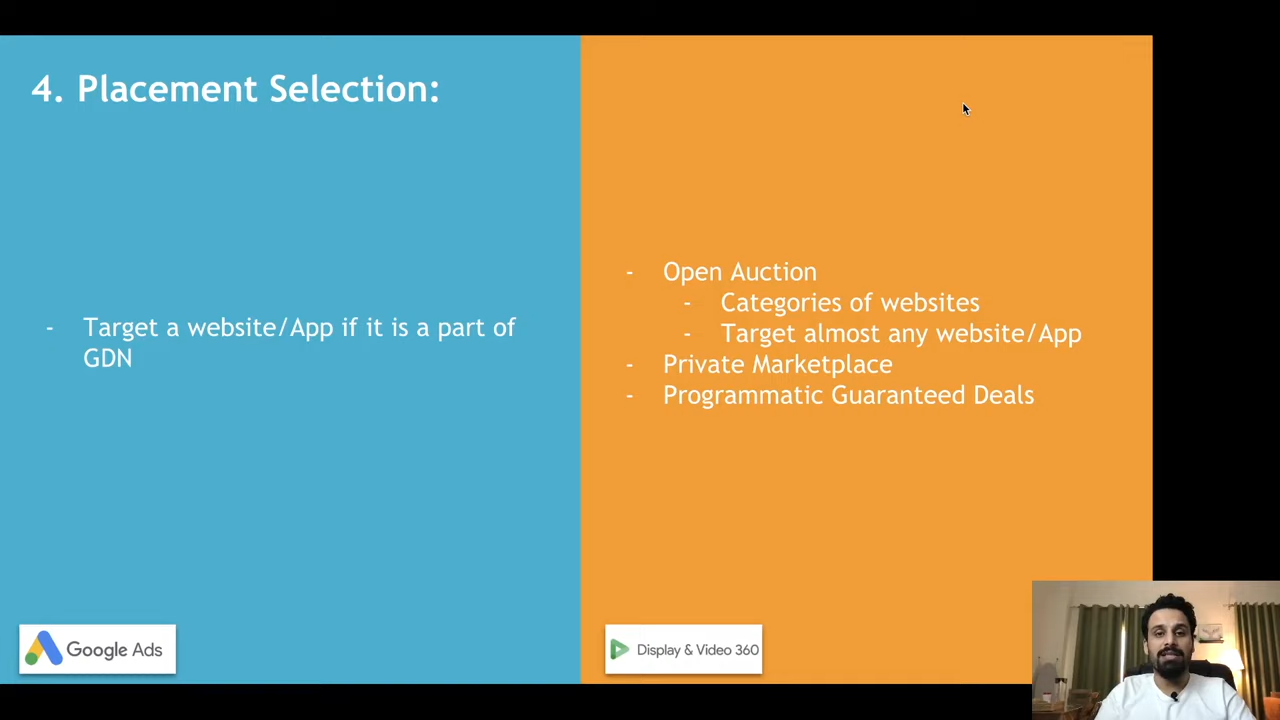 4. Placement Selection:
- Target a website/App if it is a part of
GDN
- Open Auction
- Categories of websites
- Target almost any website/App
- Private Marketplace
- Programmatic Guaranteed Deals
Google Ads
Display & Video 360